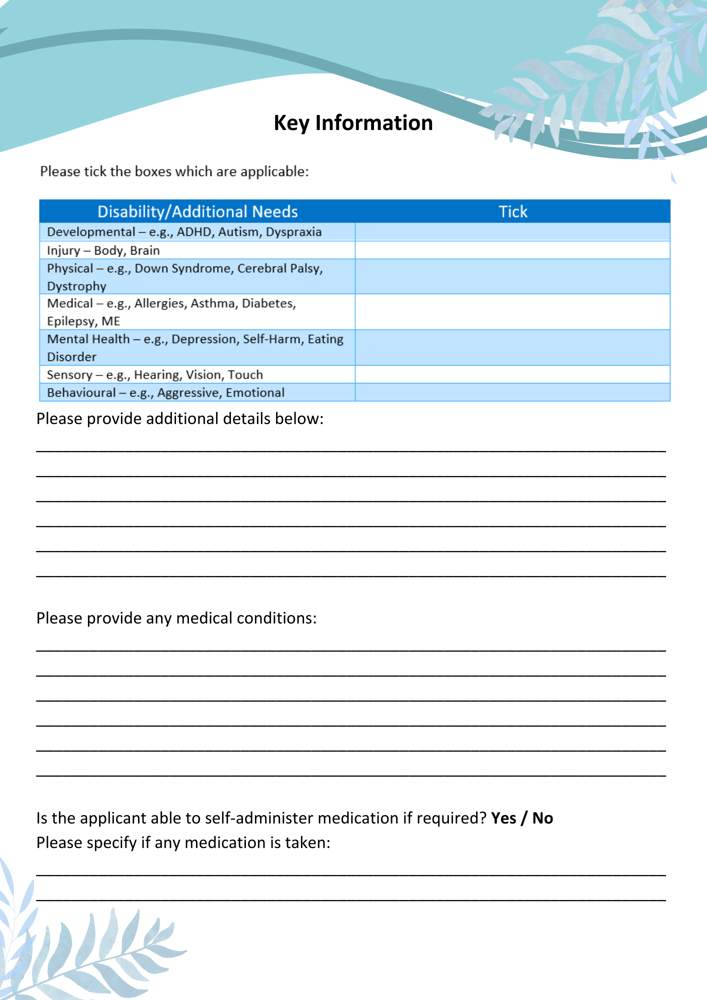 Key Information
Please tick the boxes which are applicable:
Disability/Additional Needs Tick
Developmental – e.g., ADHD, Autism, Dyspraxia
Injury – Body, Brain
Physical – e.g., Down Syndrome, Cerebral Palsy,
Dystrophy
Medical – e.g., Allergies, Asthma, Diabetes,
Epilepsy, ME
Mental Health – e.g., Depression, Self-Harm, Eating
Disorder
Sensory – e.g., Hearing, Vision, Touch
Behavioural – e.g., Aggressive, Emotional
Please provide additional details below:
Please provide any medical conditions:
Is the applicant able to self-administer medication if required? Yes / No
Please specify if any medication is taken: